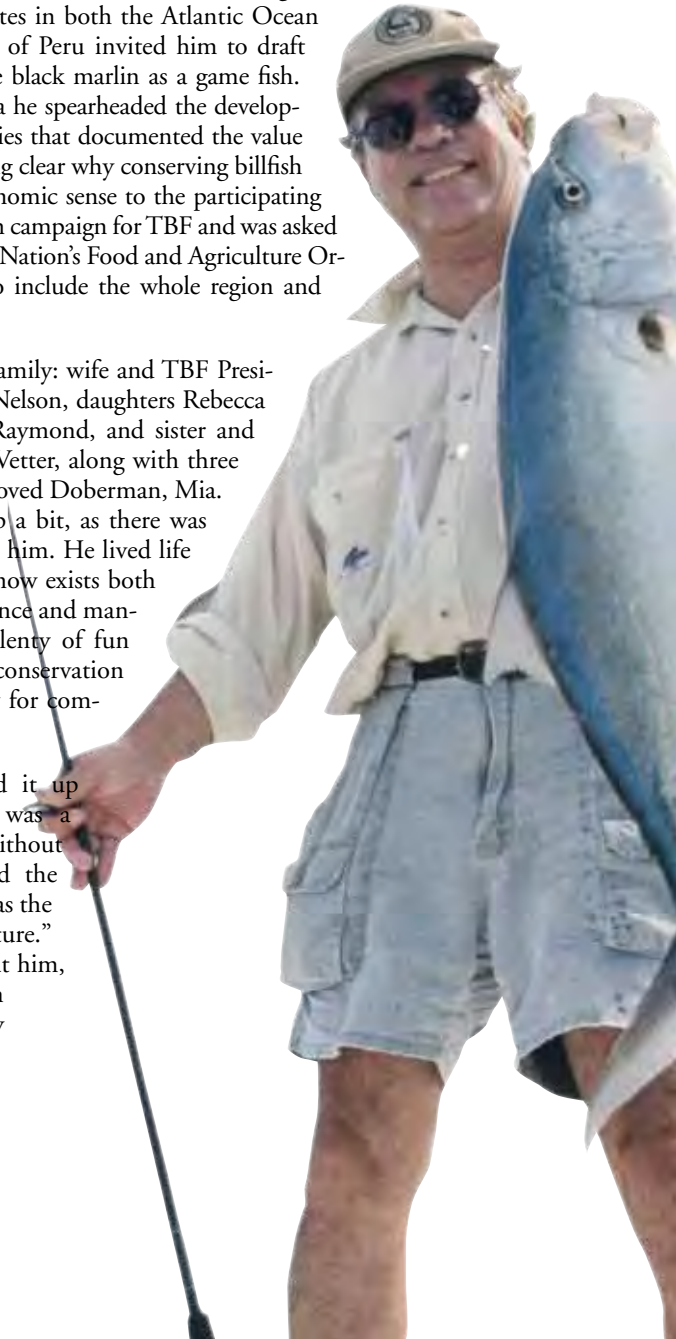 tes in both the Atlantic Ocean
of Peru invited him to draft
e black marlin as a game fish.
a he spearheaded the develop-
ies that documented the value
g clear why conserving billfish
nomic sense to the participating
n campaign for TBF and was asked
Nation's Food and Agriculture Or-
o include the whole region and
amily: wife and TBF Presi-
Nelson, daughters Rebecca
Raymond, and sister and
Vetter, along with three
oved Doberman, Mia.
p a bit, as there was
him. He lived life
now exists both
nce and man-
lenty of fun
conservation
for com-
d it up
was a
ithout
d the
as the
ture.”
t him,